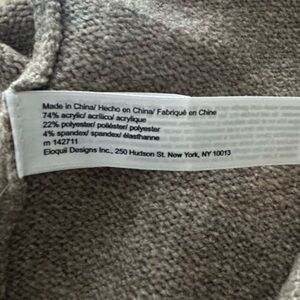 Made in China/ Hecho en China/ Fabriqué en Chine
74% acrylic/ acrílico/ acrylique
22% polyester/ poliéster/ polyester
4% spandex/ spandex/ élasthanne
m 142711
Eloquii Designs Inc., 250 Hudson St. New York, NY 10013